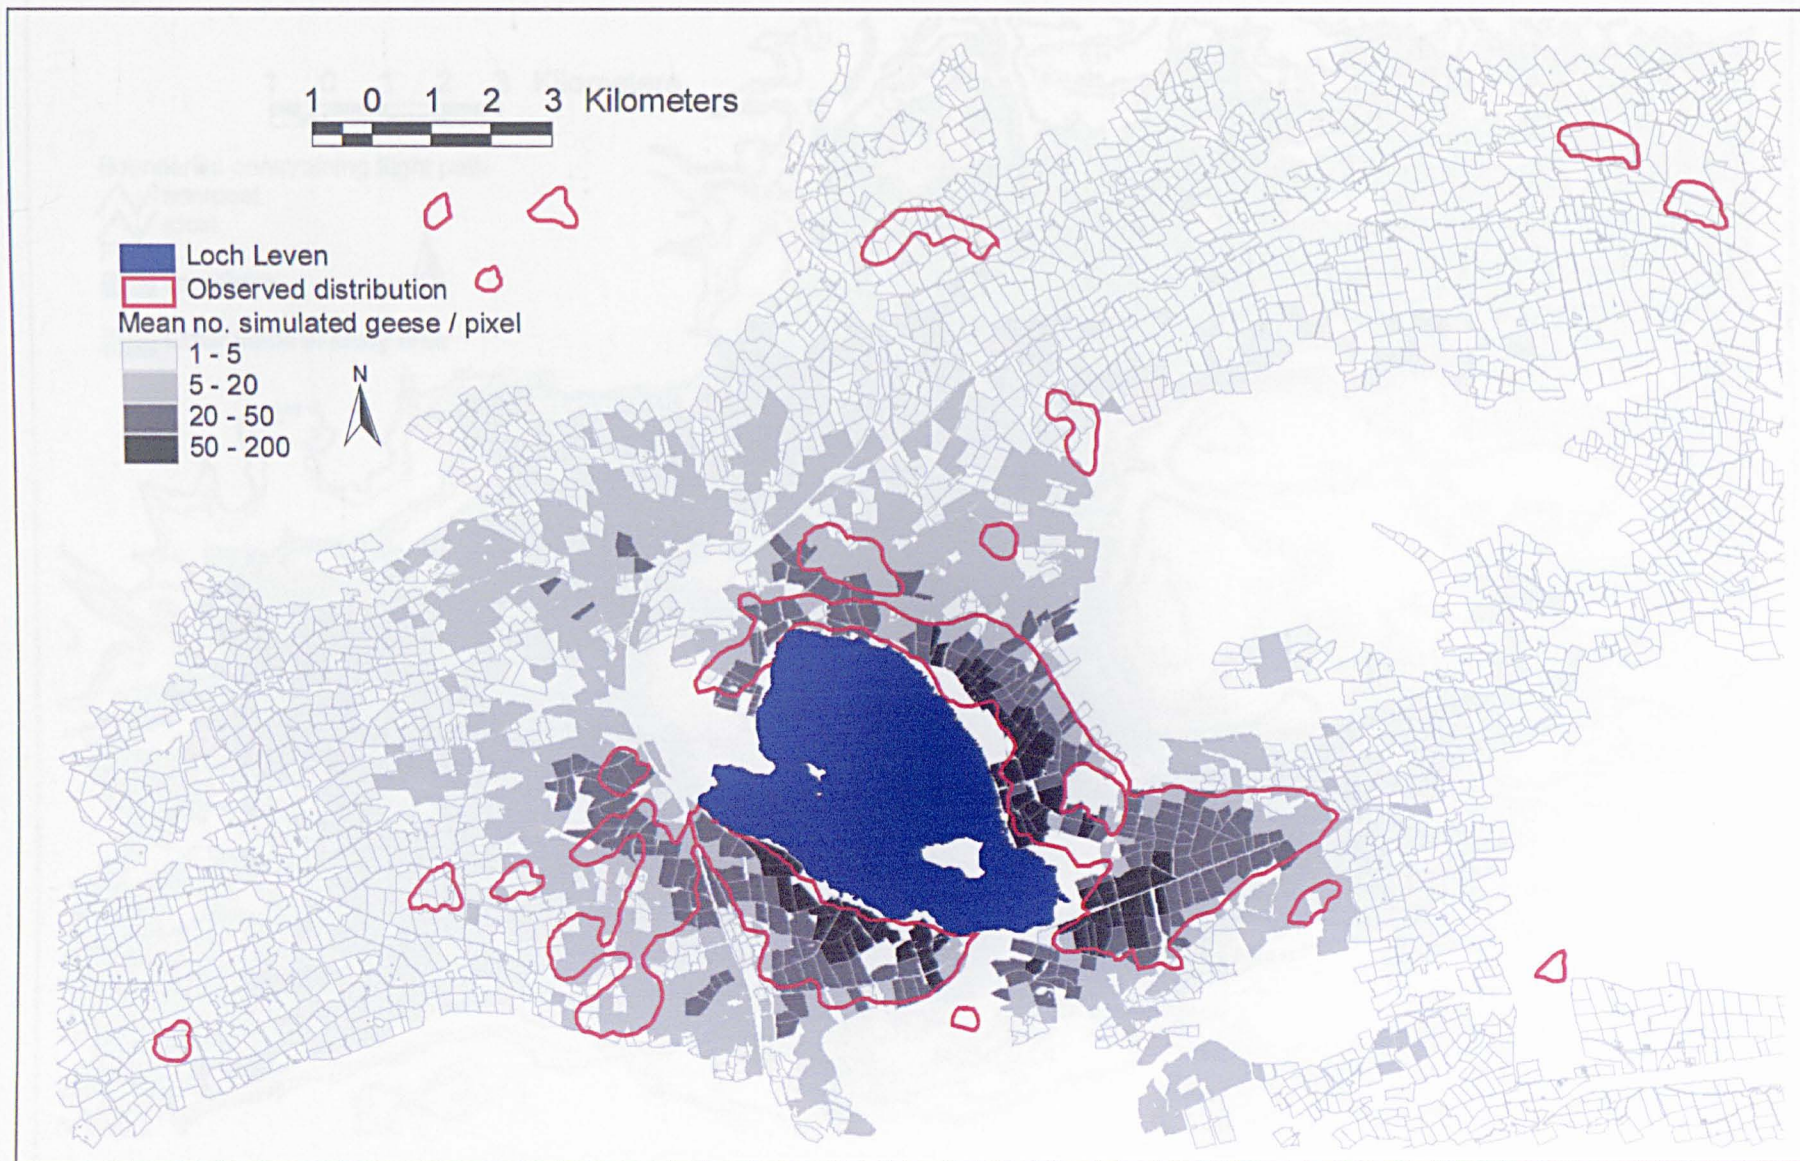 1 0 1 2 3 Kilometers
Loch Leven
Observed distribution
Mean no. simulated geese / pixel
1 - 5
N
5 - 20
20 - 50
50 - 200